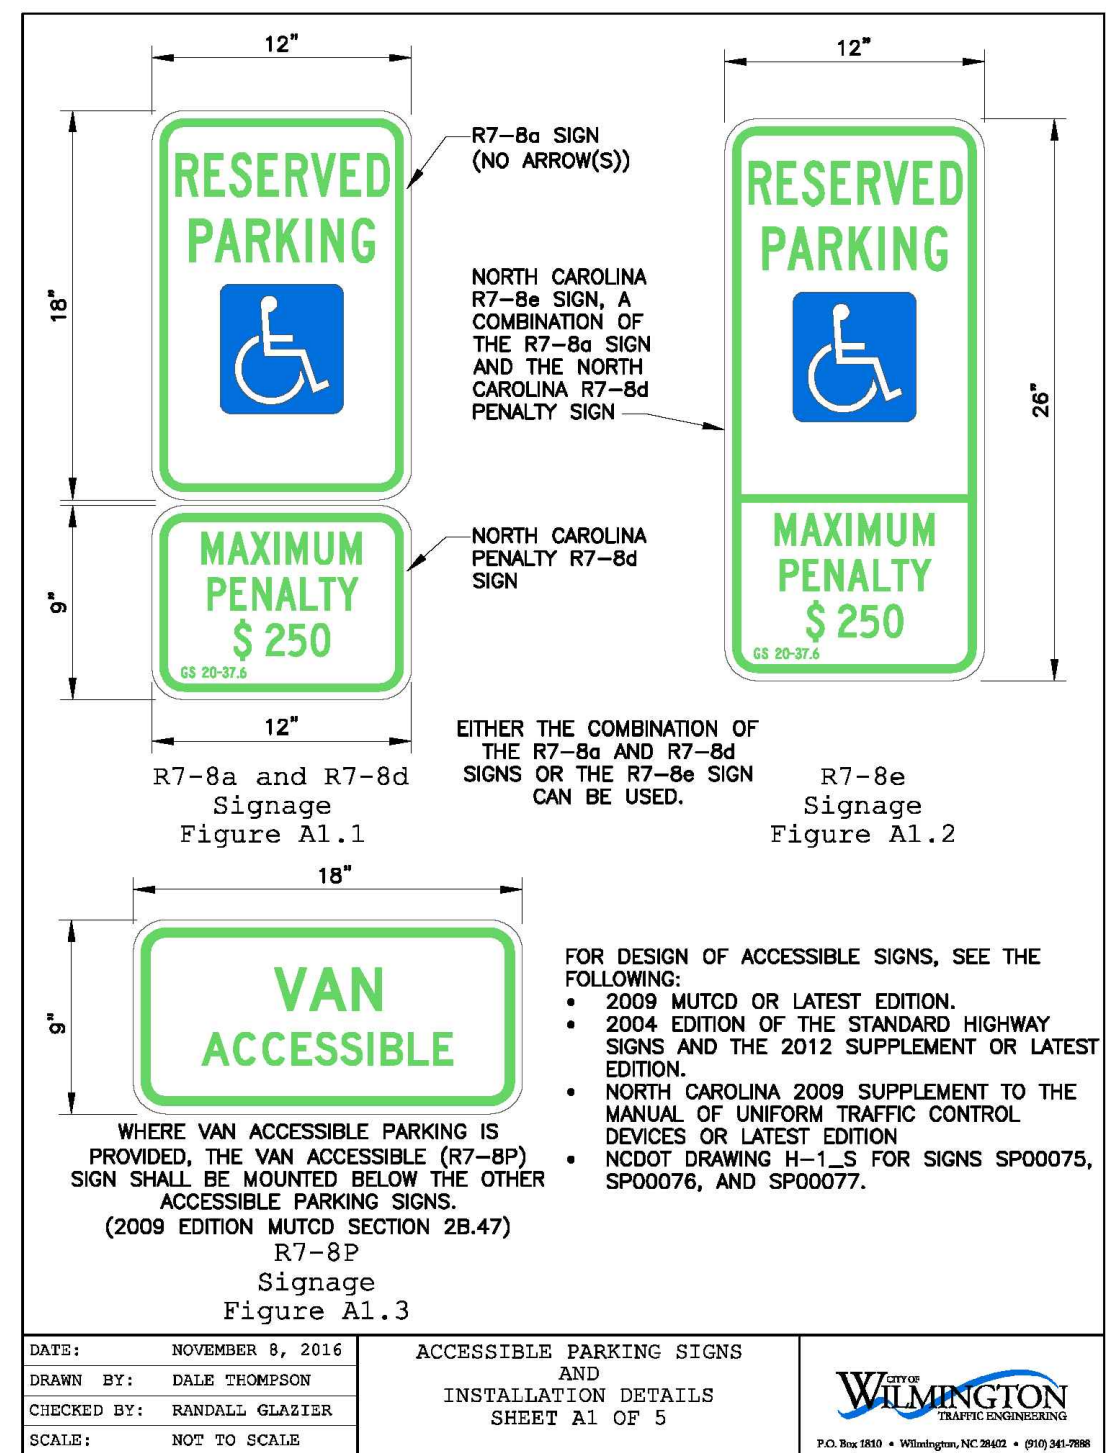 12"
12"
18"
RESERVED
PARKING
R7-8a SIGN
(NO ARROW(S))
NORTH CAROLINA
R7-8e SIGN, A
COMBINATION OF
THE R7-8a SIGN
AND THE NORTH
CAROLINA R7-8d
PENALTY SIGN
RESERVED
PARKING
26"
9"
MAXIMUM
PENALTY
$ 250
GS 20-37.6
NORTH CAROLINA
PENALTY R7-8d
SIGN
MAXIMUM
PENALTY
$ 250
GS 20-37.6
12"
R7-8a and R7-8d
Signage
Figure A1.1
EITHER THE COMBINATION OF
THE R7-8a AND R7-8d
SIGNS OR THE R7-8e SIGN
CAN BE USED.
R7-8e
Signage
Figure A1.2
18"
9"
VAN
ACCESSIBLE
WHERE VAN ACCESSIBLE PARKING IS
PROVIDED, THE VAN ACCESSIBLE (R7-8P)
SIGN SHALL BE MOUNTED BELOW THE OTHER
ACCESSIBLE PARKING SIGNS.
(2009 EDITION MUTCD SECTION 2B.47)
R7-8P
Signage
Figure A1.3
FOR DESIGN OF ACCESSIBLE SIGNS, SEE THE
FOLLOWING:
• 2009 MUTCD OR LATEST EDITION.
• 2004 EDITION OF THE STANDARD HIGHWAY
SIGNS AND THE 2012 SUPPLEMENT OR LATEST
EDITION.
• NORTH CAROLINA 2009 SUPPLEMENT TO THE
MANUAL OF UNIFORM TRAFFIC CONTROL
DEVICES OR LATEST EDITION
• NCDOT DRAWING H-1_S FOR SIGNS SP00075,
SP00076, AND SP00077.
DATE: NOVEMBER 8, 2016
DRAWN BY: DALE THOMPSON
CHECKED BY: RANDALL GLAZIER
SCALE: NOT TO SCALE
ACCESSIBLE PARKING SIGNS
AND
INSTALLATION DETAILS
SHEET A1 OF 5
CITY OF
WILMINGTON
TRAFFIC ENGINEERING
P.O. Box 1810 • Wilmington, NC 28402 • (910) 341-7888